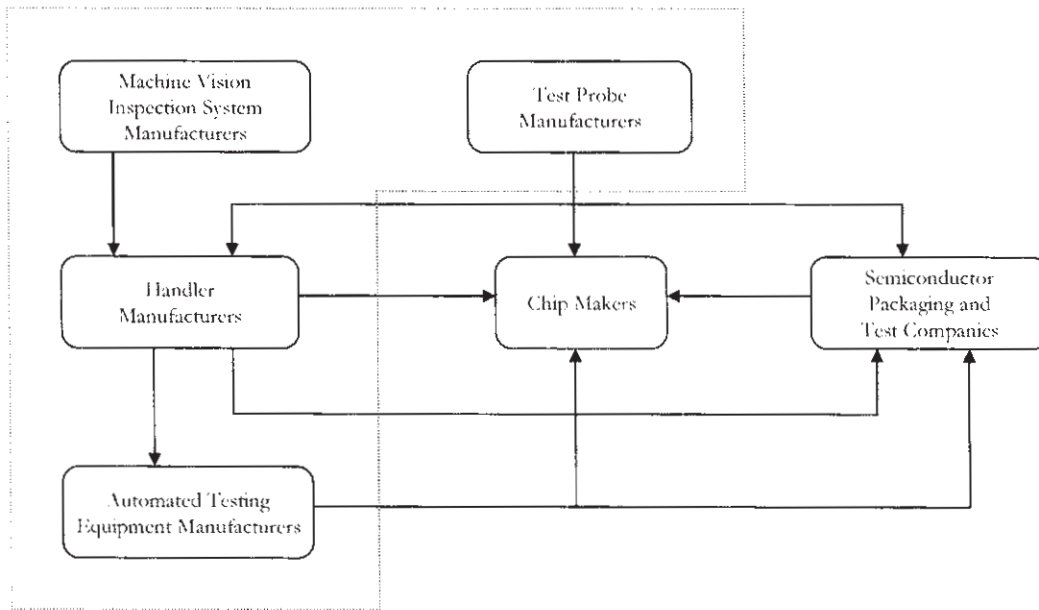 Machine Vision
Inspection System
Manufacturers
Test Probe
Manufacturers
Handler
Manufacturers
Chip Makers
Semiconductor
Packaging and
Test Companies
Automated Testing
Equipment Manufacturers